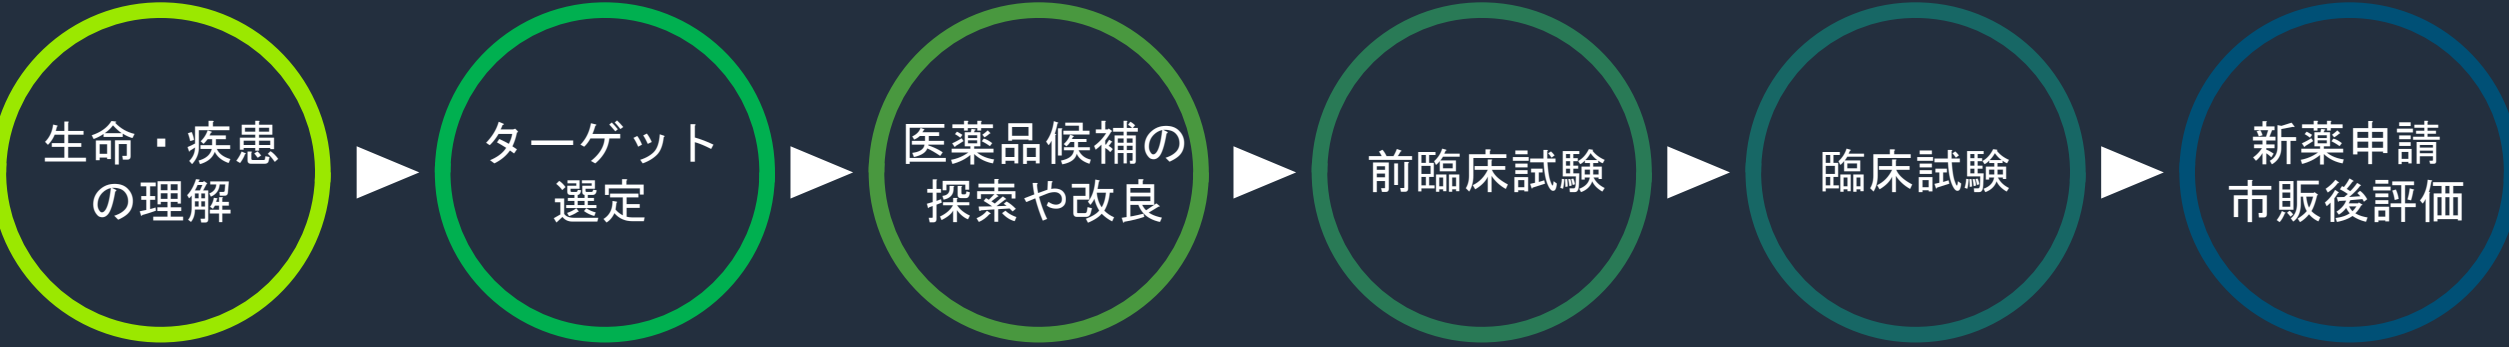 生命・疾患
の理解
ターゲット
選定
医薬品候補の
探索や改良
前臨床試験
臨床試験
新薬申請
市販後評価